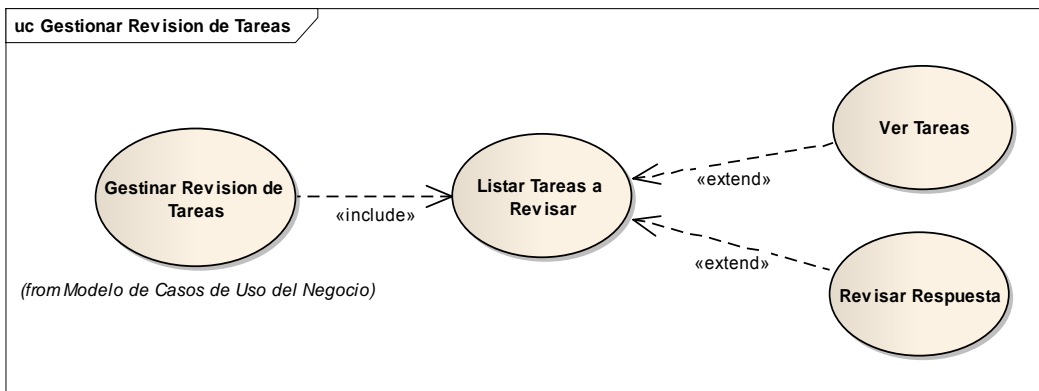 uc Gestionar Revision de Tareas
Gestinar Revision de
Tareas
(from Modelo de Casos de Uso del Negocio)
«include»
Listar Tareas a
Revisar
«extend»
Ver Tareas
«extend»
Revisar Respuesta